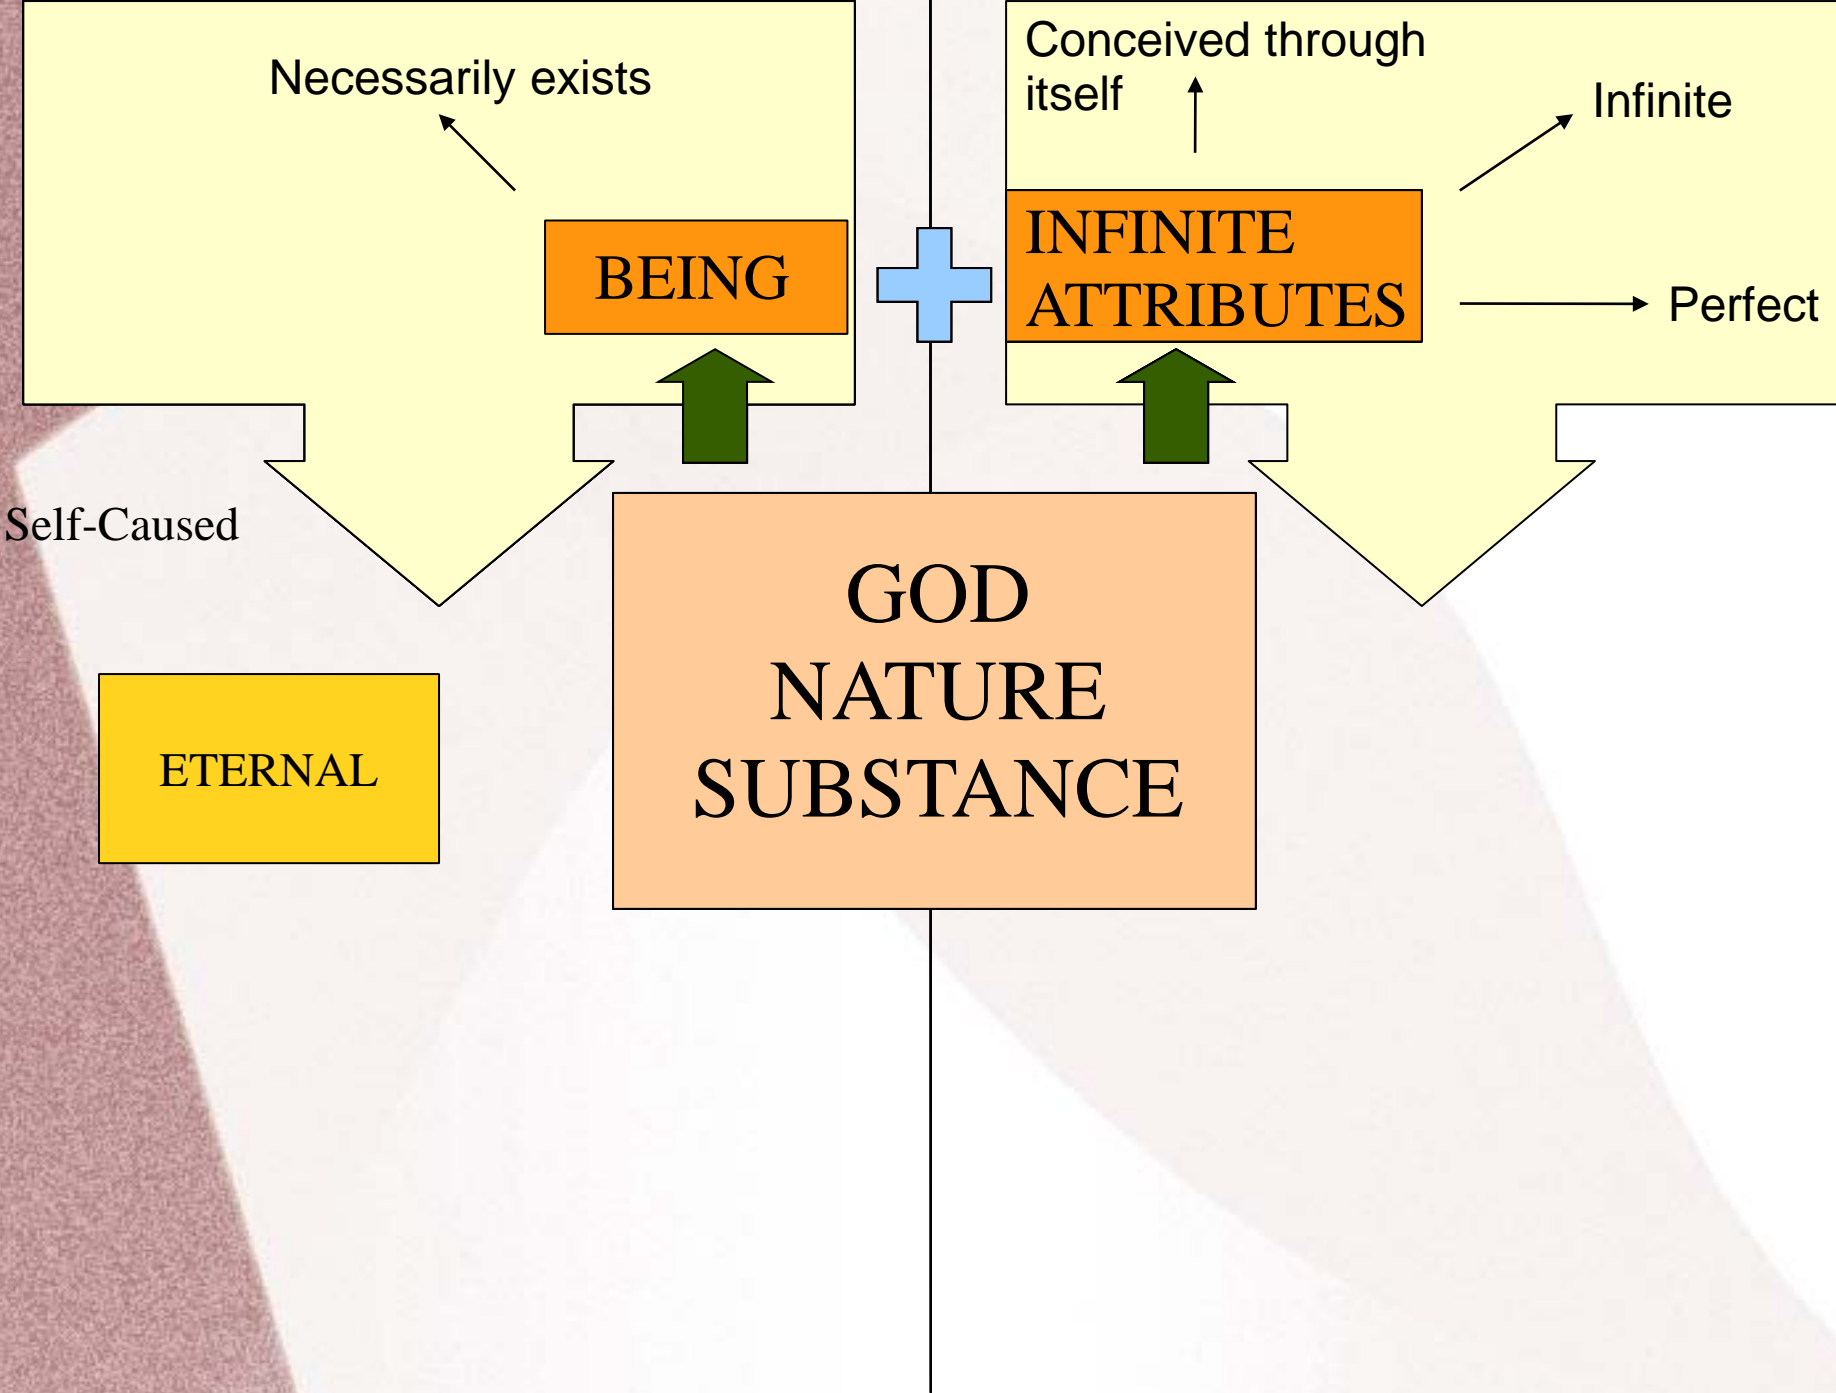 Necessarily exists
BEING
Self-Caused
ETERNAL
Conceived through
itself
Infinite
INFINITE
ATTRIBUTES
Perfect
GOD
NATURE
SUBSTANCE